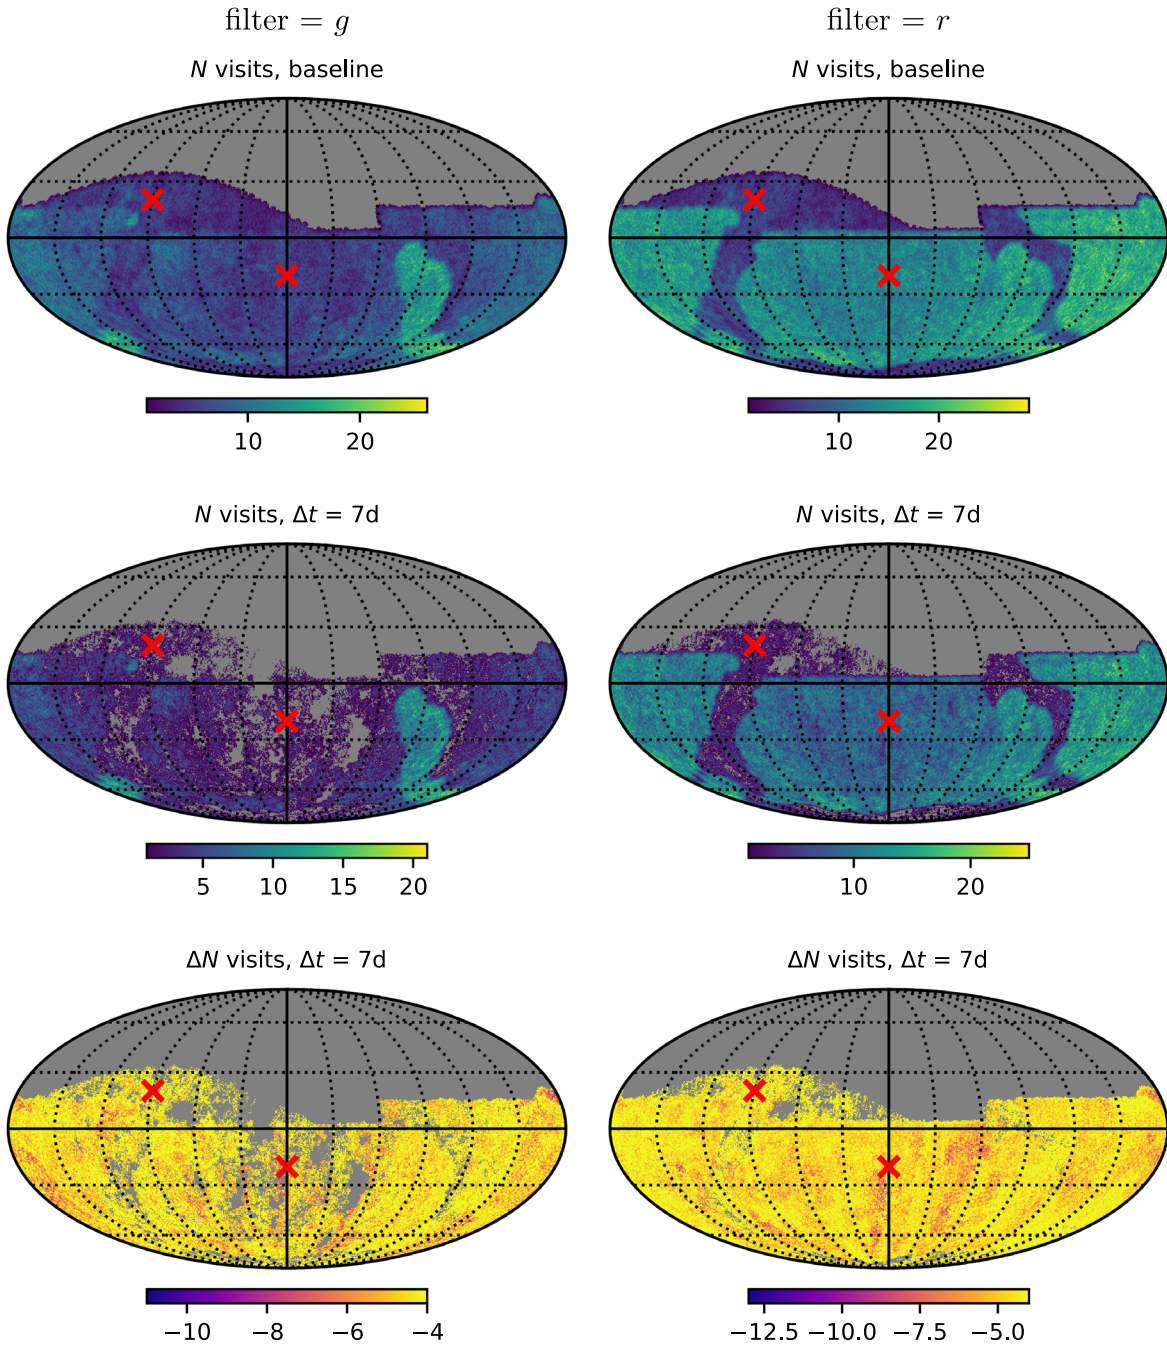 filter = g
filter = r
N visits, baseline
N visits, baseline
10 20
10 20
N visits, Δt = 7d
N visits, Δt = 7d
5 10 15 20
10 20
ΔN visits, Δt = 7d
ΔN visits, Δt = 7d
−10 −8 −6 −4
−12.5 −10.0 −7.5 −5.0